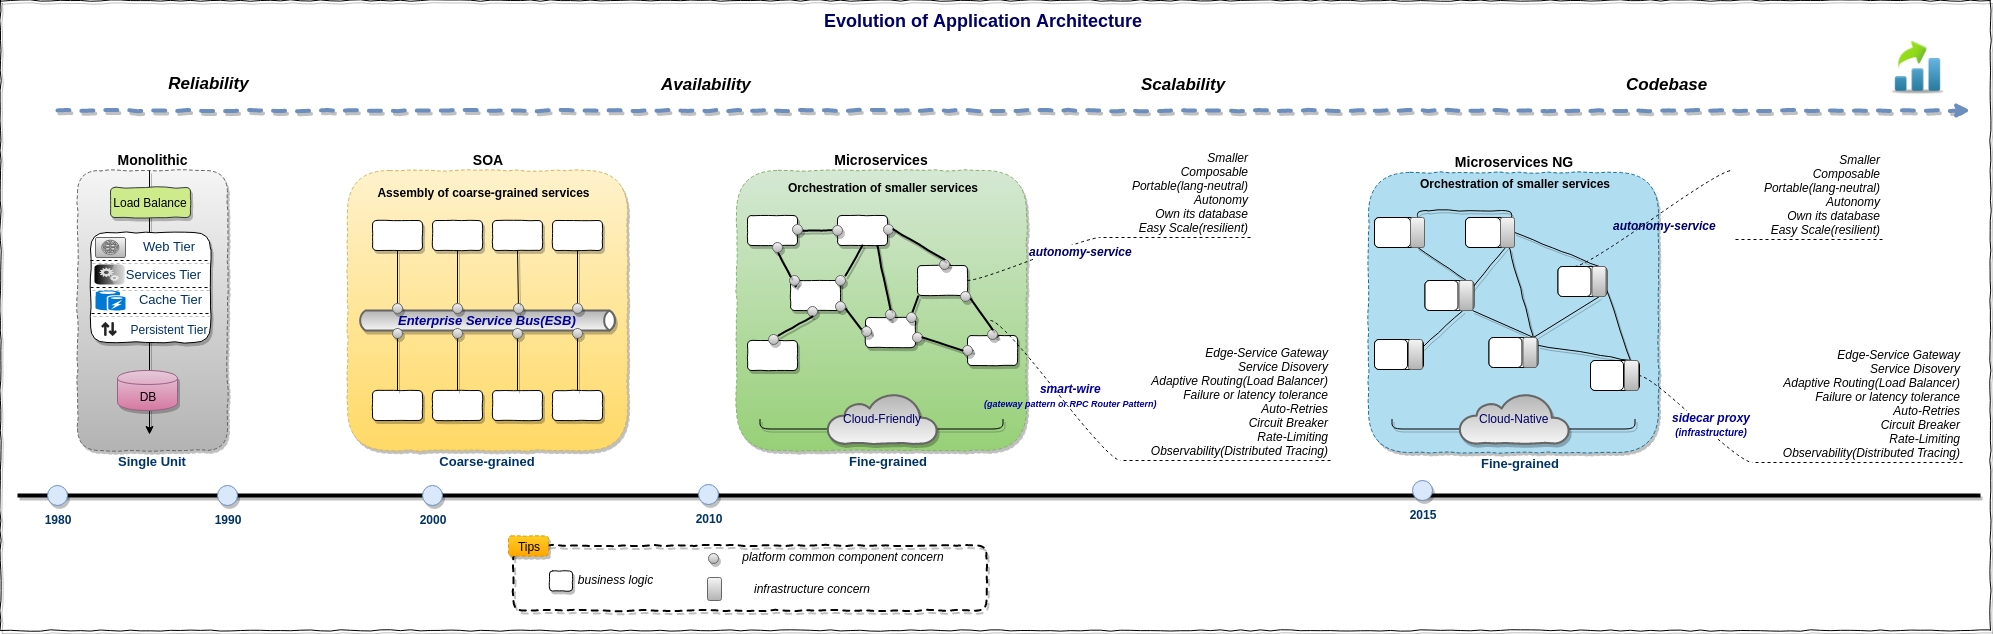 Evolution of Application Architecture
Reliability
Availability
Scalability
Codebase
Monolithic
Load Balance
Web Tier
Services Tier
Cache Tier
Persistent Tier
DB
Single Unit
SOA
Assembly of coarse-grained services
Enterprise Service Bus(ESB)
Coarse-grained
Microservices
Orchestration of smaller services
Cloud-Friendly
Fine-grained
Smaller
Composable
Portable(lang-neutral)
Autonomy
Own its database
Easy Scale(resilient)
autonomy-service
smart-wire
(gateway pattern or RPC Router Pattern)
Edge-Service Gateway
Service Disovery
Adaptive Routing(Load Balancer)
Failure or latency tolerance
Auto-Retries
Circuit Breaker
Rate-Limiting
Observability(Distributed Tracing)
Microservices NG
Orchestration of smaller services
Cloud-Native
Fine-grained
Smaller
Composable
Portable(lang-neutral)
Autonomy
Own its database
Easy Scale(resilient)
autonomy-service
sidecar proxy
(infrastructure)
Edge-Service Gateway
Service Disovery
Adaptive Routing(Load Balancer)
Failure or latency tolerance
Auto-Retries
Circuit Breaker
Rate-Limiting
Observability(Distributed Tracing)
1980
1990
2000
2010
2015
Tips
business logic
platform common component concern
infrastructure concern